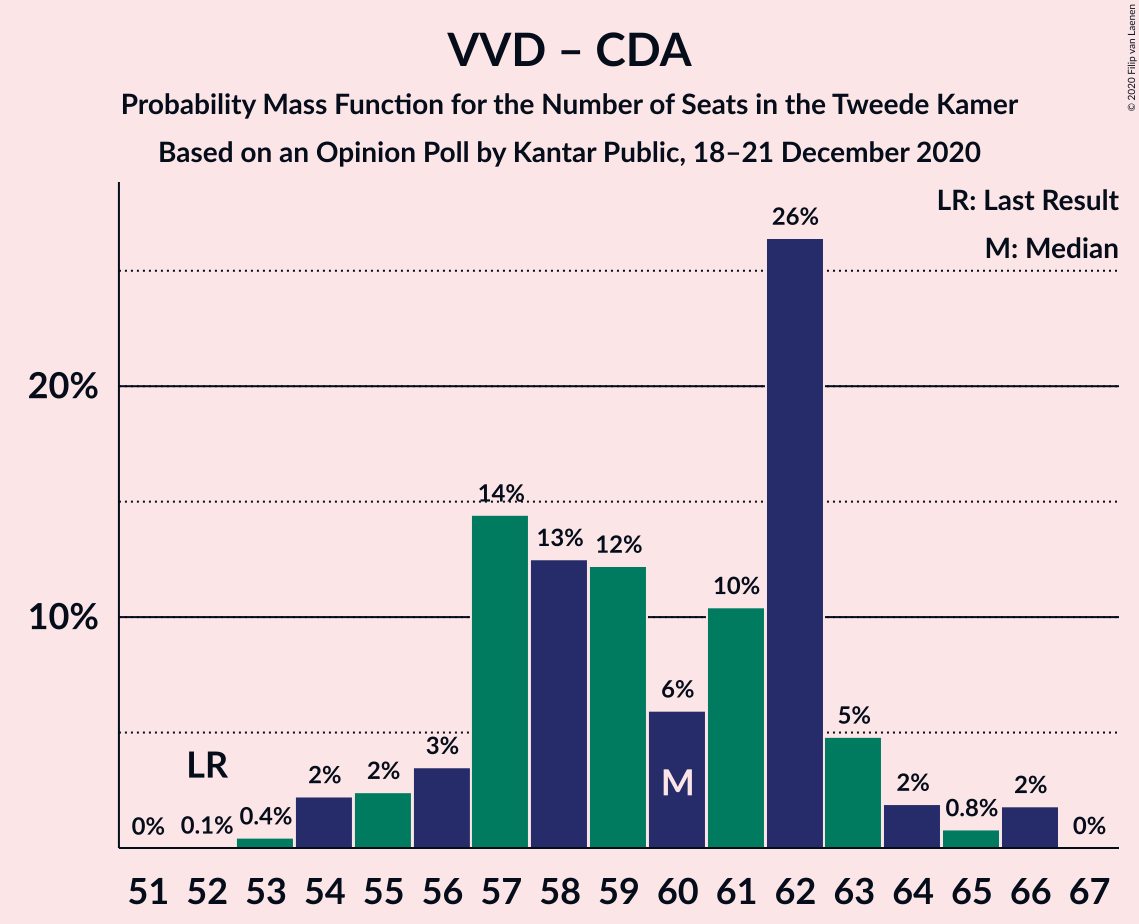 © 2020 Filip van Laenen
VVD – CDA
Probability Mass Function for the Number of Seats in the Tweede Kamer
Based on an Opinion Poll by Kantar Public, 18–21 December 2020
LR: Last Result
M: Median
20%
10%
0%
0.1%
0.4%
2%
2%
3%
14%
13%
12%
6%
10%
26%
5%
2%
0.8%
2%
0%
LR
M
51 52 53 54 55 56 57 58 59 60 61 62 63 64 65 66 67